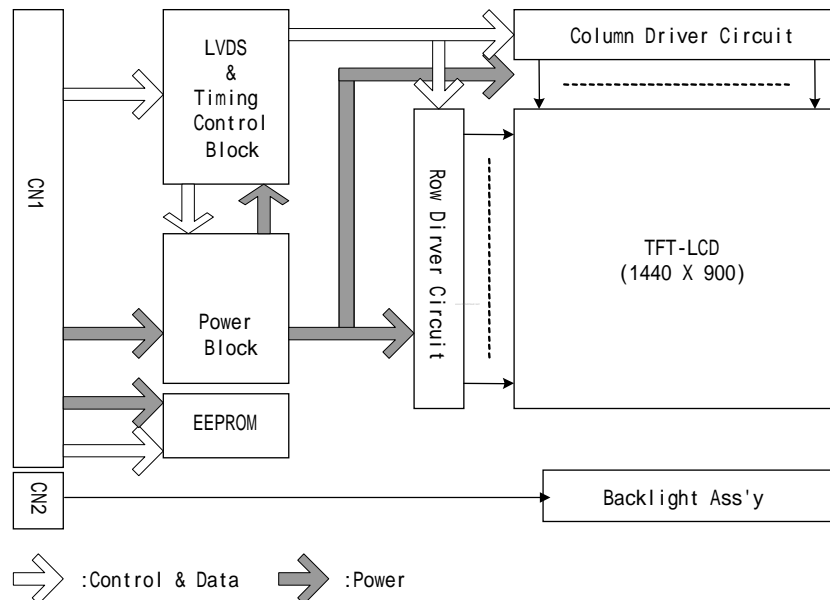 CN1
LVDS
&
Timing
Control
Block
Power
Block
EEPROM
Row Dirver Circuit
Column Driver Circuit
TFT-LCD
(1440 X 900)
CN2
Backlight Ass'y
:Control & Data
:Power